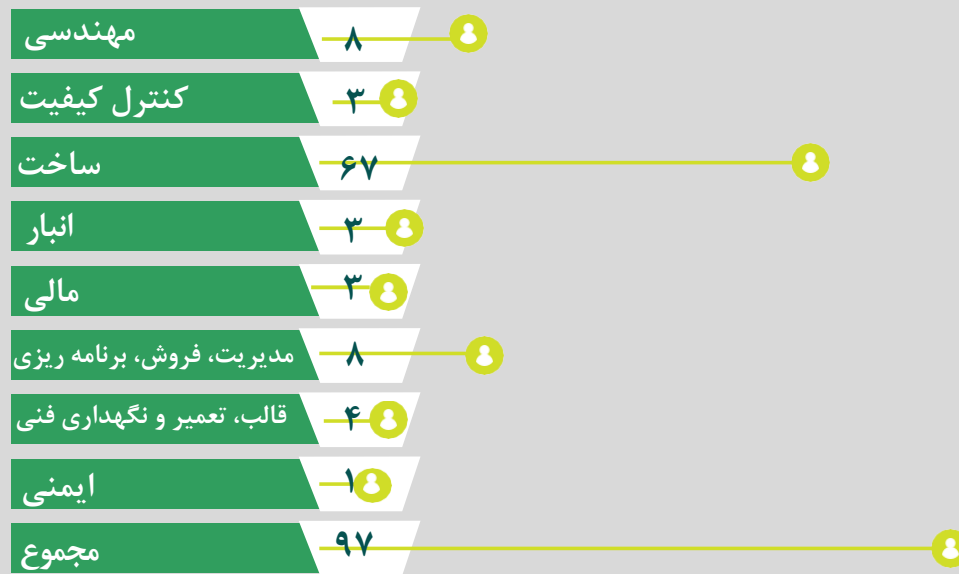 مهندسی ۸
کنترل کیفیت ۳
ساخت ۶۷
انبار ۳
مالی ۳
مدیریت، فروش، برنامه ریزی ۸
قالب، تعمیر و نگهداری فنی ۴
ایمنی ۱
مجموع ۹۷